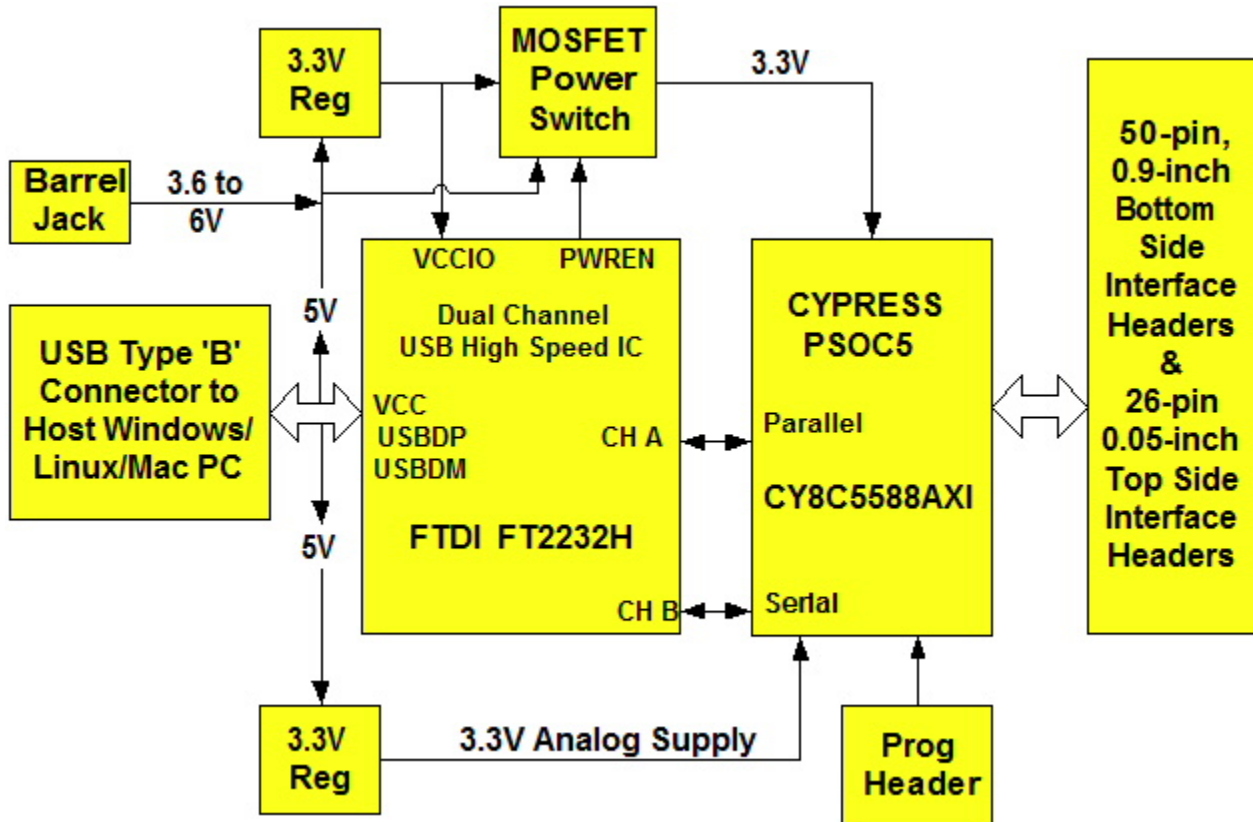 3.3V
Reg
MOSFET
Power
Switch
3.3V
Barrel
Jack
3.6 to
6V
5V
USB Type 'B'
Connector to
Host Windows/
Linux/Mac PC
5V
VCCIO
PWREN
Dual Channel
USB High Speed IC
VCC
USBDP
USBDM
CH A
FTDI FT2232H
CH B
CYPRESS
PSOC5
Parallel
CY8C5588AXI
Serial
50-pin,
0.9-inch
Bottom
Side
Interface
Headers
&
26-pin
0.05-inch
Top Side
Interface
Headers
3.3V
Reg
3.3V Analog Supply
Prog
Header